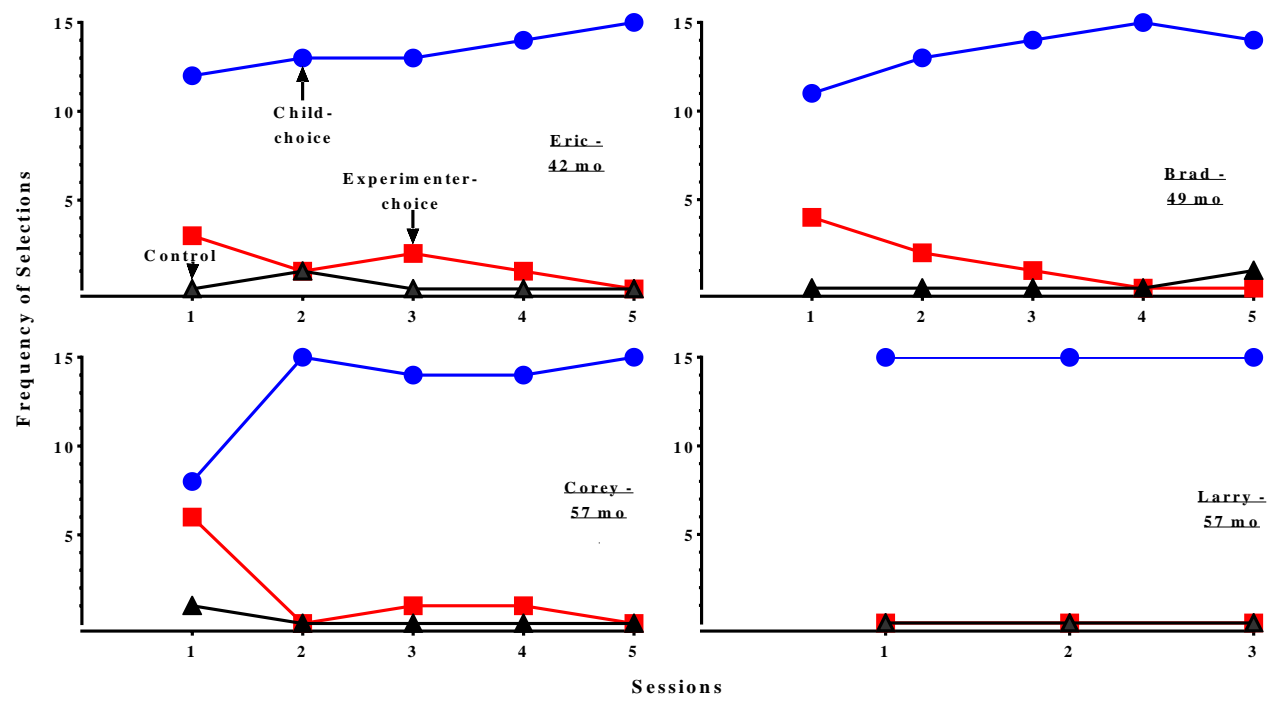 Frequency of Selections
15
10
5
Child-
choice
Experimenter-
choice
Control
Eric -
42 mo
1 2 3 4 5
15
10
5
Brad -
49 mo
1 2 3 4 5
15
10
5
Corey -
57 mo
1 2 3 4 5
15
10
5
Larry -
57 mo
1 2 3
Sessions